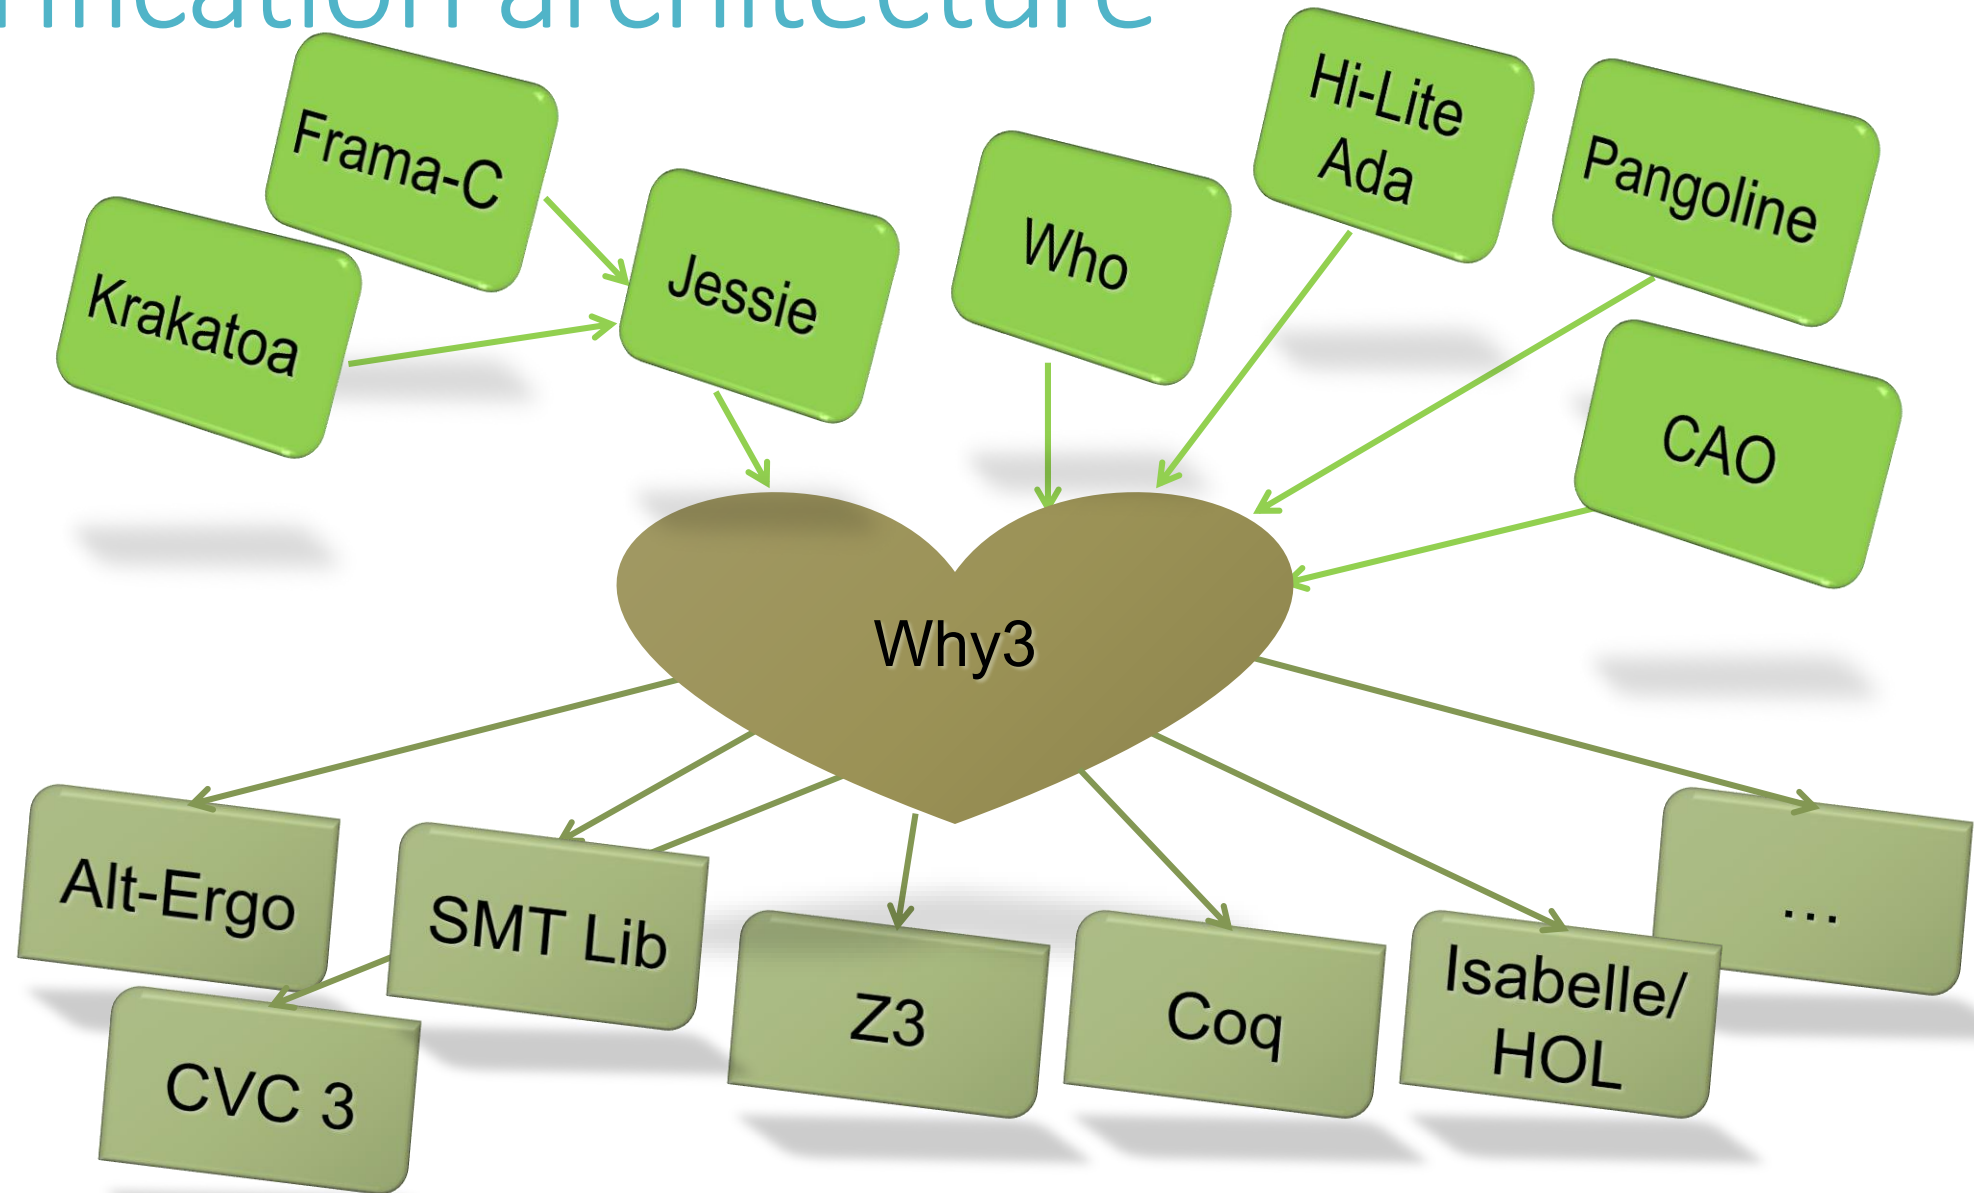 architecture
Frama-C
Krakatoa
Jessie
Who
Hi-Lite
Ada
Pangoline
CAO
Why3
Alt-Ergo
SMT Lib
CVC 3
Z3
Coq
Isabelle/
HOL
...